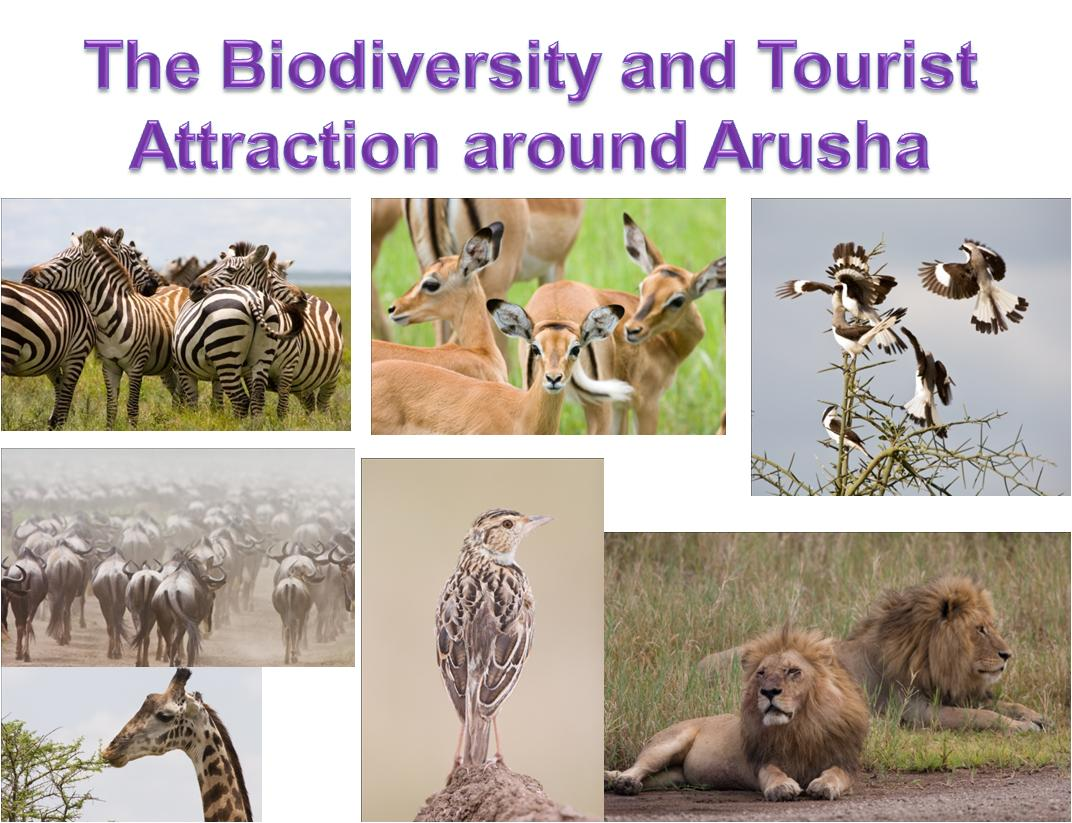 The Biodiversity and Tourist
Attraction around Arusha